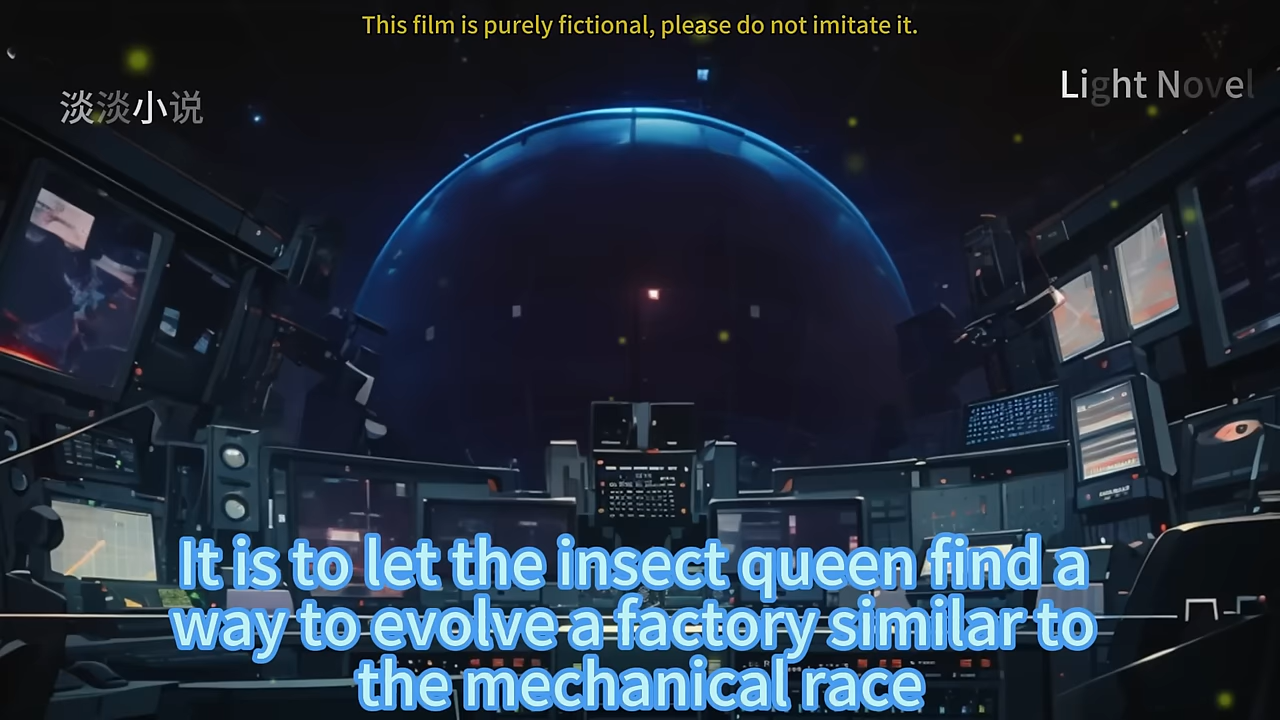 This film is purely fictional, please do not imitate it.
淡淡小说
Light Novel
It is to let the insect queen find a
way to evolve a factory similar to
the mechanical race